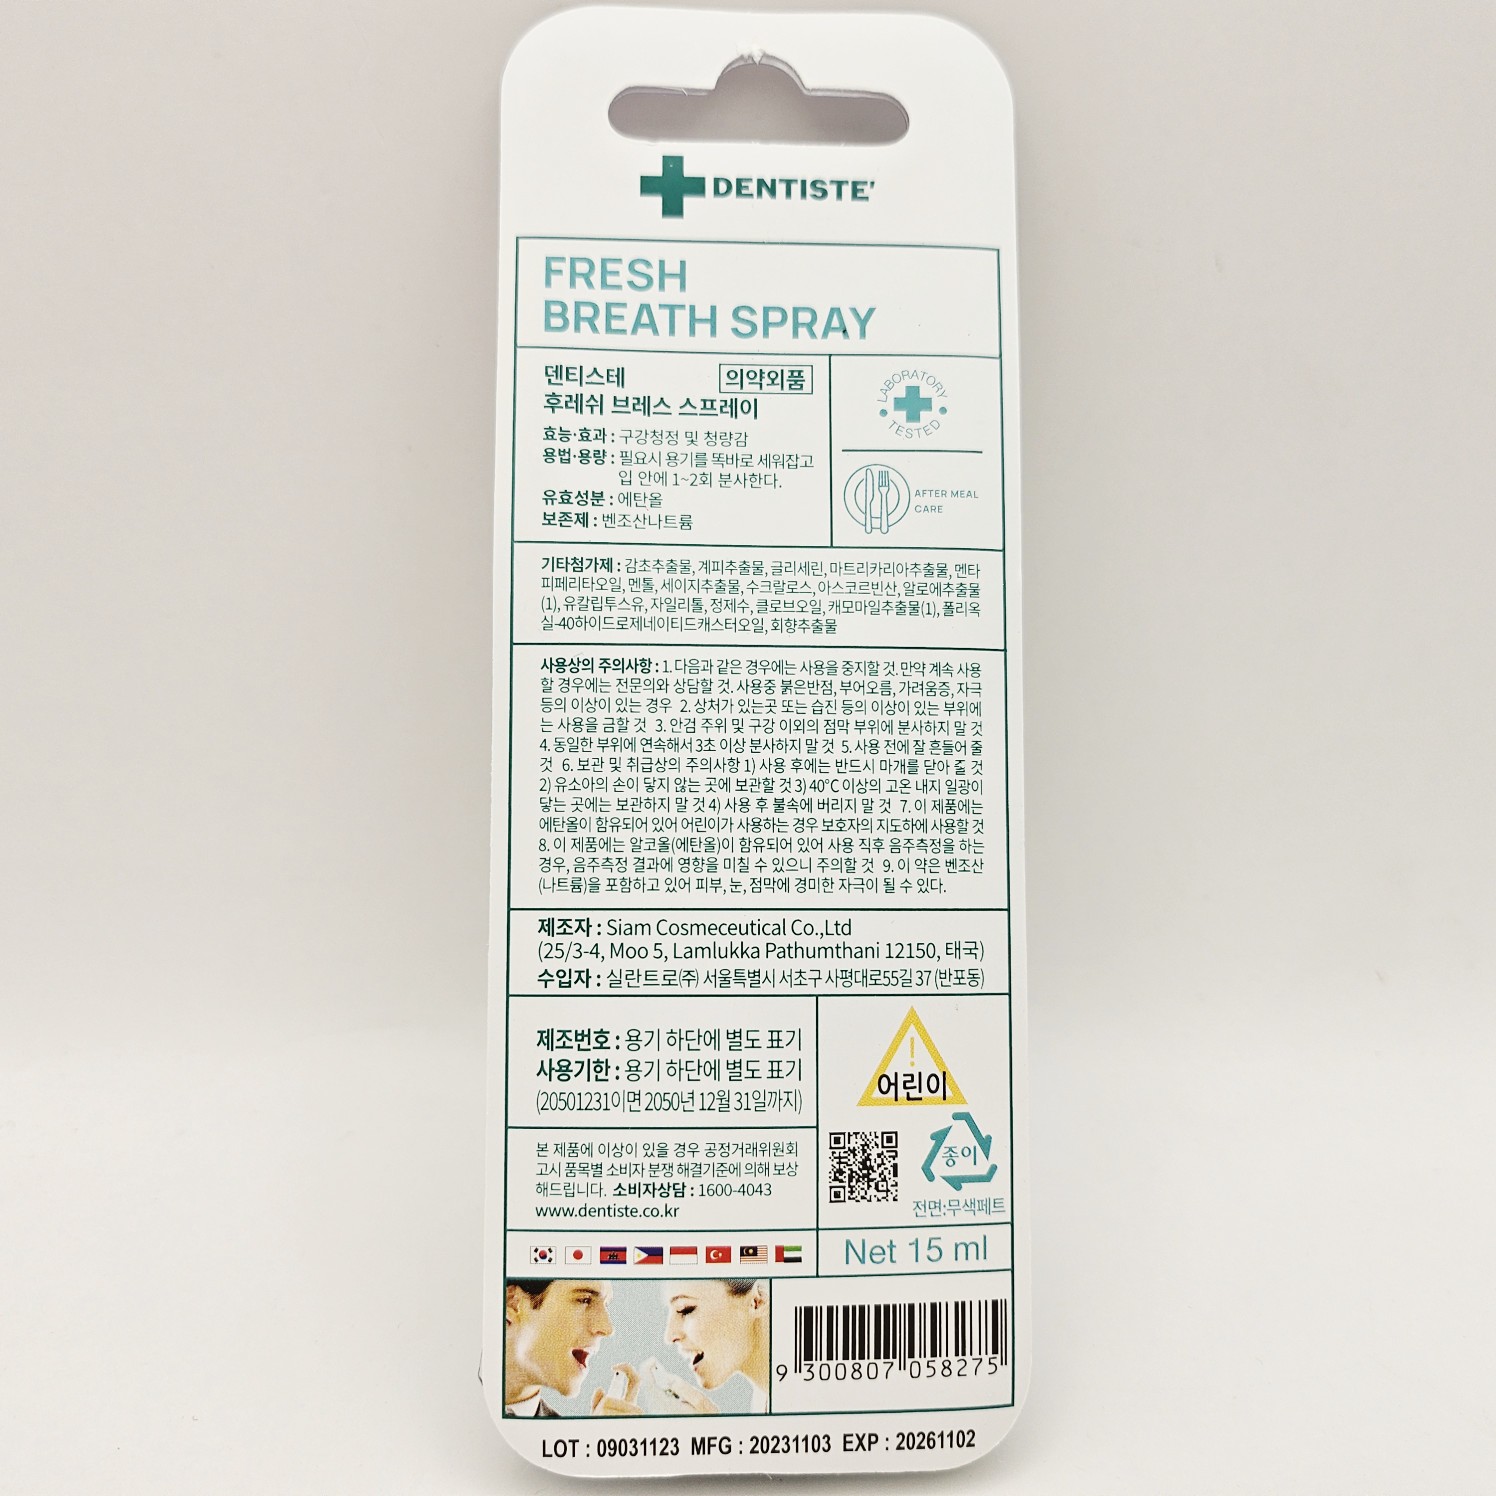 DENTISTE'
FRESH
BREATH SPRAY
덴티스테 의약외품
후레쉬 브레스 스프레이
효능·효과 : 구강청정 및 청량감
용법·용량 : 필요시 용기를 똑바로 세워잡고
입 안에 1~2회 분사한다.
유효성분 : 에탄올
보존제 : 벤조산나트륨
LABORATORY
TESTED
AFTER MEAL
CARE
기타첨가제 : 감초추출물, 계피추출물, 글리세린, 마트리카리아추출물, 멘타
피페리타오일, 멘톨, 세이지추출물, 수크랄로스, 아스코르빈산, 알로에추출물
(1), 유칼립투스유, 자일리톨, 정제수, 클로브오일, 캐모마일추출물(1), 폴리옥
실-40하이드로제네이티드캐스터오일, 회향추출물
사용상의 주의사항 : 1. 다음과 같은 경우에는 사용을 중지할 것. 만약 계속 사용
할 경우에는 전문의와 상담할 것. 사용중 붉은반점, 부어오름, 가려움증, 자극
등의 이상이 있는 경우 2. 상처가 있는곳 또는 습진 등의 이상이 있는 부위에
는 사용을 금할 것 3. 안검 주위 및 구강 이외의 점막 부위에 분사하지 말 것
4. 동일한 부위에 연속해서 3초 이상 분사하지 말 것 5. 사용 전에 잘 흔들어 줄
것 6. 보관 및 취급상의 주의사항 1) 사용 후에는 반드시 마개를 닫아 줄 것
2) 유소아의 손이 닿지 않는 곳에 보관할 것 3) 40°C 이상의 고온 내지 일광이
닿는 곳에는 보관하지 말 것 4) 사용 후 불속에 버리지 말 것 7. 이 제품에는
에탄올이 함유되어 있어 어린이가 사용하는 경우 보호자의 지도하에 사용할 것
8. 이 제품에는 알코올(에탄올)이 함유되어 있어 사용 직후 음주측정을 하는
경우, 음주측정 결과에 영향을 미칠 수 있으니 주의할 것 9. 이 약은 벤조산
(나트륨)을 포함하고 있어 피부, 눈, 점막에 경미한 자극이 될 수 있다.
제조자 : Siam Cosmeceutical Co.,Ltd
(25/3-4, Moo 5, Lamlukka Pathumthani 12150, 태국)
수입자 : 실란트로(주) 서울특별시 서초구 사평대로55길 37 (반포동)
제조번호 : 용기 하단에 별도 표기
사용기한 : 용기 하단에 별도 표기
(20501231이면 2050년 12월 31일까지)
!
어린이
종이
전면:무색페트
본 제품에 이상이 있을 경우 공정거래위원회
고시 품목별 소비자 분쟁 해결기준에 의해 보상
해드립니다. 소비자상담 : 1600-4043
www.dentiste.co.kr
Net 15 ml
9 300807 058275
LOT : 09031123 MFG : 20231103 EXP : 20261102